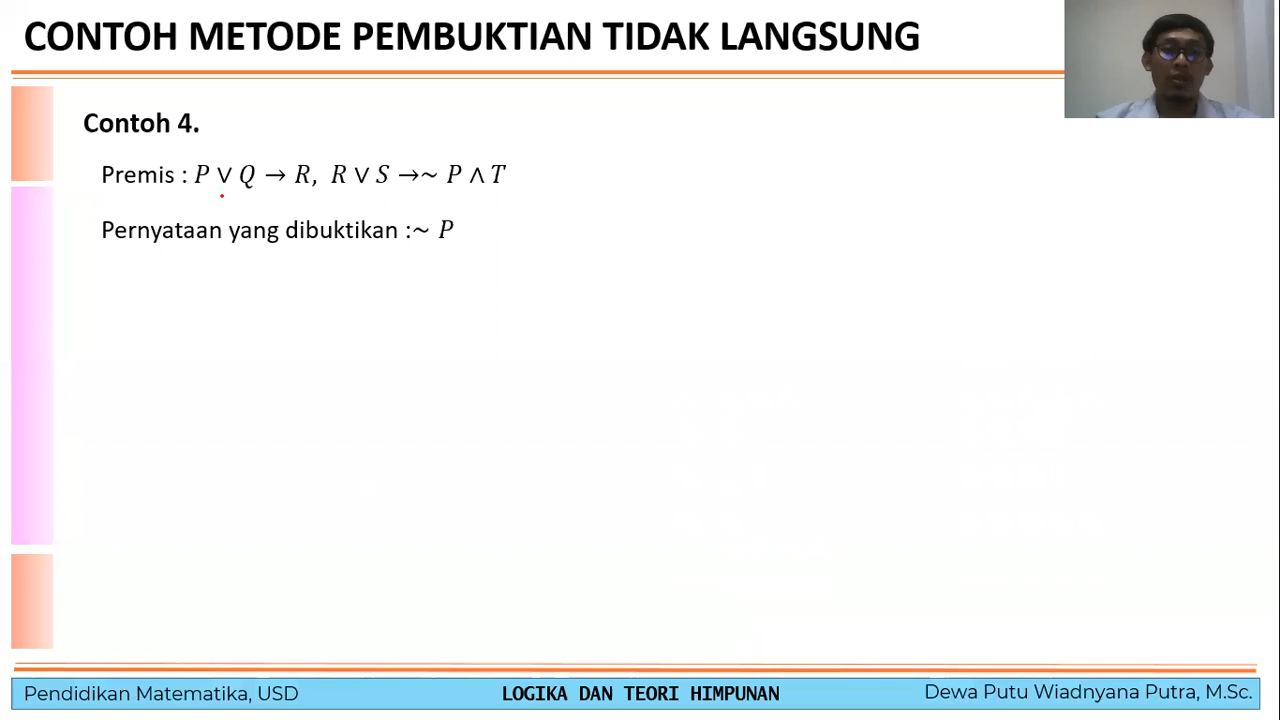 CONTOH METODE PEMBUKTIAN TIDAK LANGSUNG
Contoh 4.
Premis : P ∨ Q → R, R ∨ S →~ P ∧ T
Pernyataan yang dibuktikan :~ P
Pendidikan Matematika, USD
LOGIKA DAN TEORI HIMPUNAN
Dewa Putu Wiadnyana Putra, M.Sc.